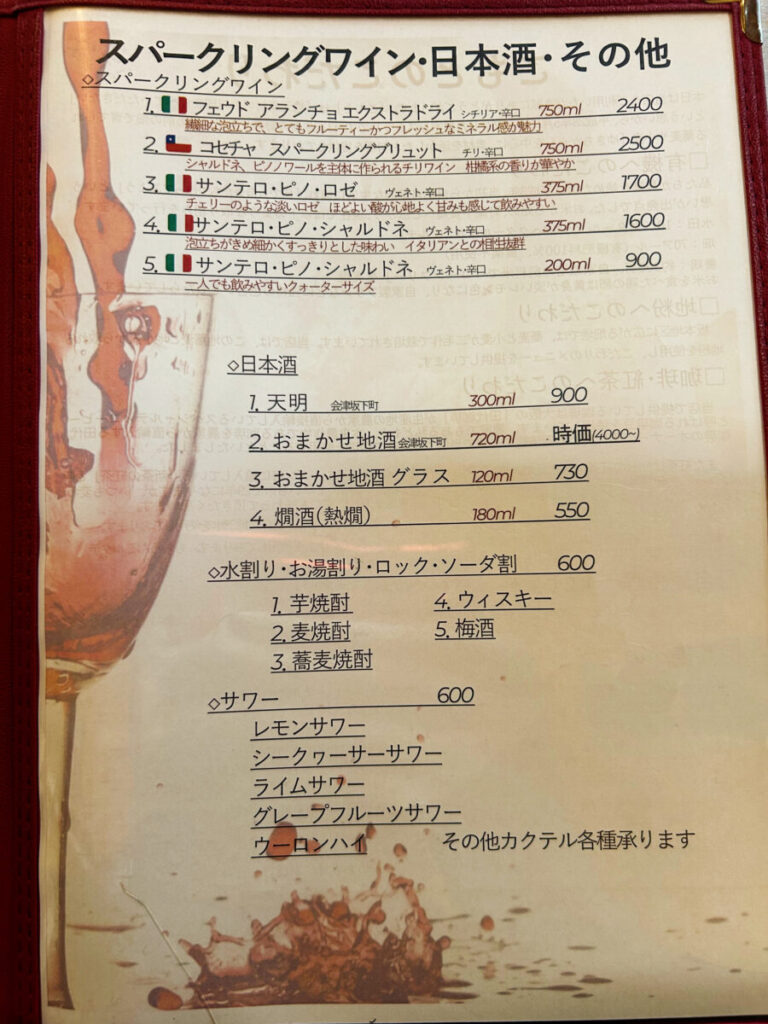 スパークリングワイン・日本酒・その他
◇スパークリングワイン
1. フェウド アランチョ エクストラドライ シチリア・辛口 750ml 2400
繊細な泡立ちで、とてもフルーティーかつフレッシュなミネラル感が魅力
2. コセチャ スパークリングブリュット チリ・辛口 750ml 2500
シャルドネ、ピノノワールを主体に作られるチリワイン 柑橘系の香りが華やか
3. サンテロ・ピノ・ロゼ ヴェネト・辛口 375ml 1700
チェリーのような淡いロゼ ほどよい酸が心地よく甘みも感じて飲みやすい
4. サンテロ・ピノ・シャルドネ ヴェネト・辛口 375ml 1600
泡立ちがきめ細かくすっきりとした味わい イタリアンとの相性抜群
5. サンテロ・ピノ・シャルドネ ヴェネト・辛口 200ml 900
一人でも飲みやすいクォーターサイズ
◇日本酒
1. 天明 会津坂下町 300ml 900
2. おまかせ地酒 会津坂下町 720ml 時価(4000~)
3. おまかせ地酒 グラス 120ml 730
4. 燗酒(熱燗) 180ml 550
◇水割り・お湯割り・ロック・ソーダ割 600
1. 芋焼酎 4. ウィスキー
2. 麦焼酎 5. 梅酒
3. 蕎麦焼酎
◇サワー 600
レモンサワー
シークヮーサーサワー
ライムサワー
グレープフルーツサワー
ウーロンハイ その他カクテル各種承ります